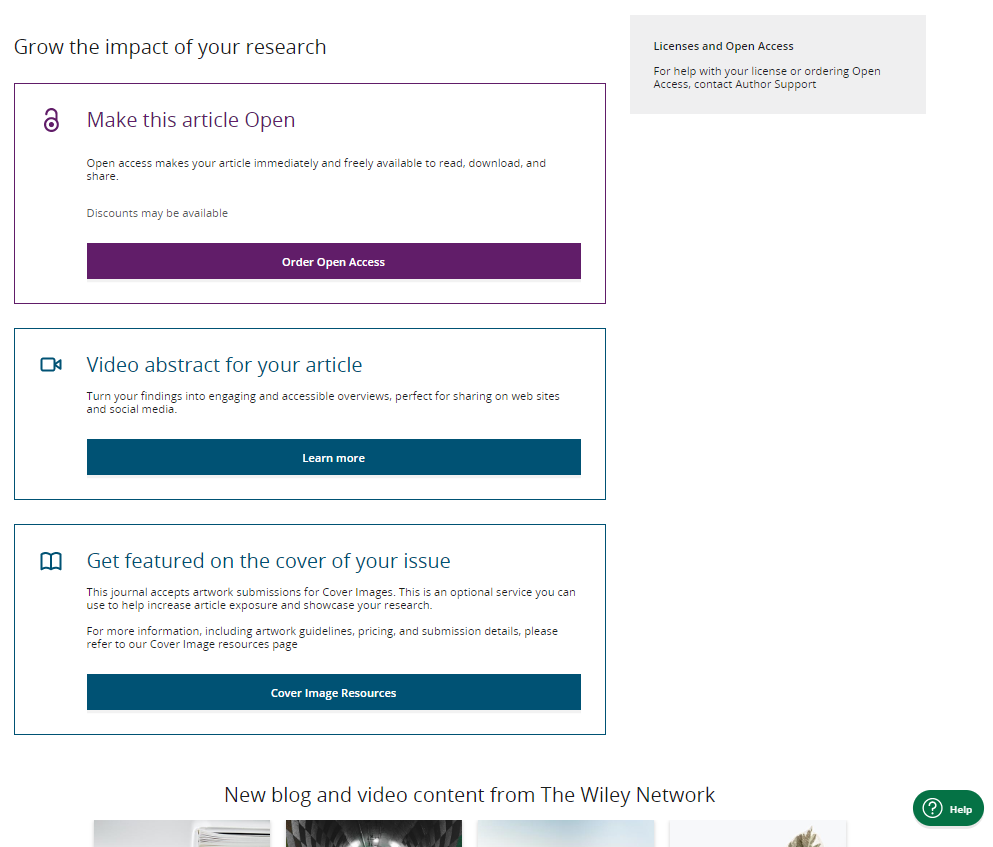 Grow the impact of your research
Make this article Open
Open access makes your article immediately and freely available to read, download, and
share.
Discounts may be available
Order Open Access
Video abstract for your article
Turn your findings into engaging and accessible overviews, perfect for sharing on web sites
and social media.
Learn more
Get featured on the cover of your issue
This journal accepts artwork submissions for Cover Images. This is an optional service you can
use to help increase article exposure and showcase your research.
For more information, including artwork guidelines, pricing, and submission details, please
refer to our Cover Image resources page
Cover Image Resources
Licenses and Open Access
For help with your license or ordering Open
Access, contact Author Support
New blog and video content from The Wiley Network
Help